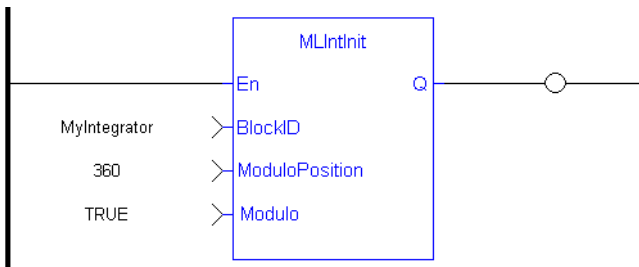 MLIntInit
En Q
MyIntegrator BlockID
360 ModuloPosition
TRUE Modulo